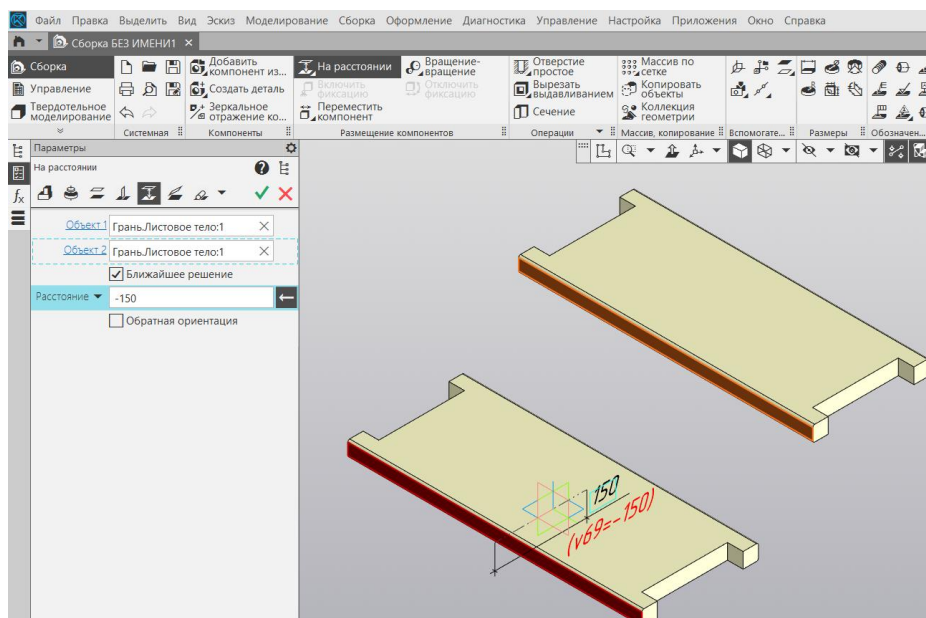 Файл Правка Выделить Вид Эскиз Моделирование Сборка Оформление Диагностика Управление Настройка Приложения Окно Справка
Сборка БЕЗ ИМЕНИ1 ×
Сборка
Управление
Твердотельное
моделирование
Системная
Добавить
компонент из...
Создать деталь
Зеркальное
отражение ко...
Компоненты
На расстоянии
Включить
фиксацию
Переместить
компонент
Вращение-
вращение
Отключить
фиксацию
Размещение компонентов
Отверстие
простое
Вырезать
выдавливанием
Сечение
Операции
Массив по
сетке
Копировать
объекты
Коллекция
геометрии
Массив, копирование
Вспомогате...
Размеры
Обозначен...
Параметры
На расстоянии
Объект 1 Грань.Листовое тело:1
Объект 2 Грань.Листовое тело:1
Ближайшее решение
Расстояние -150
Обратная ориентация
150
(v69=-150)